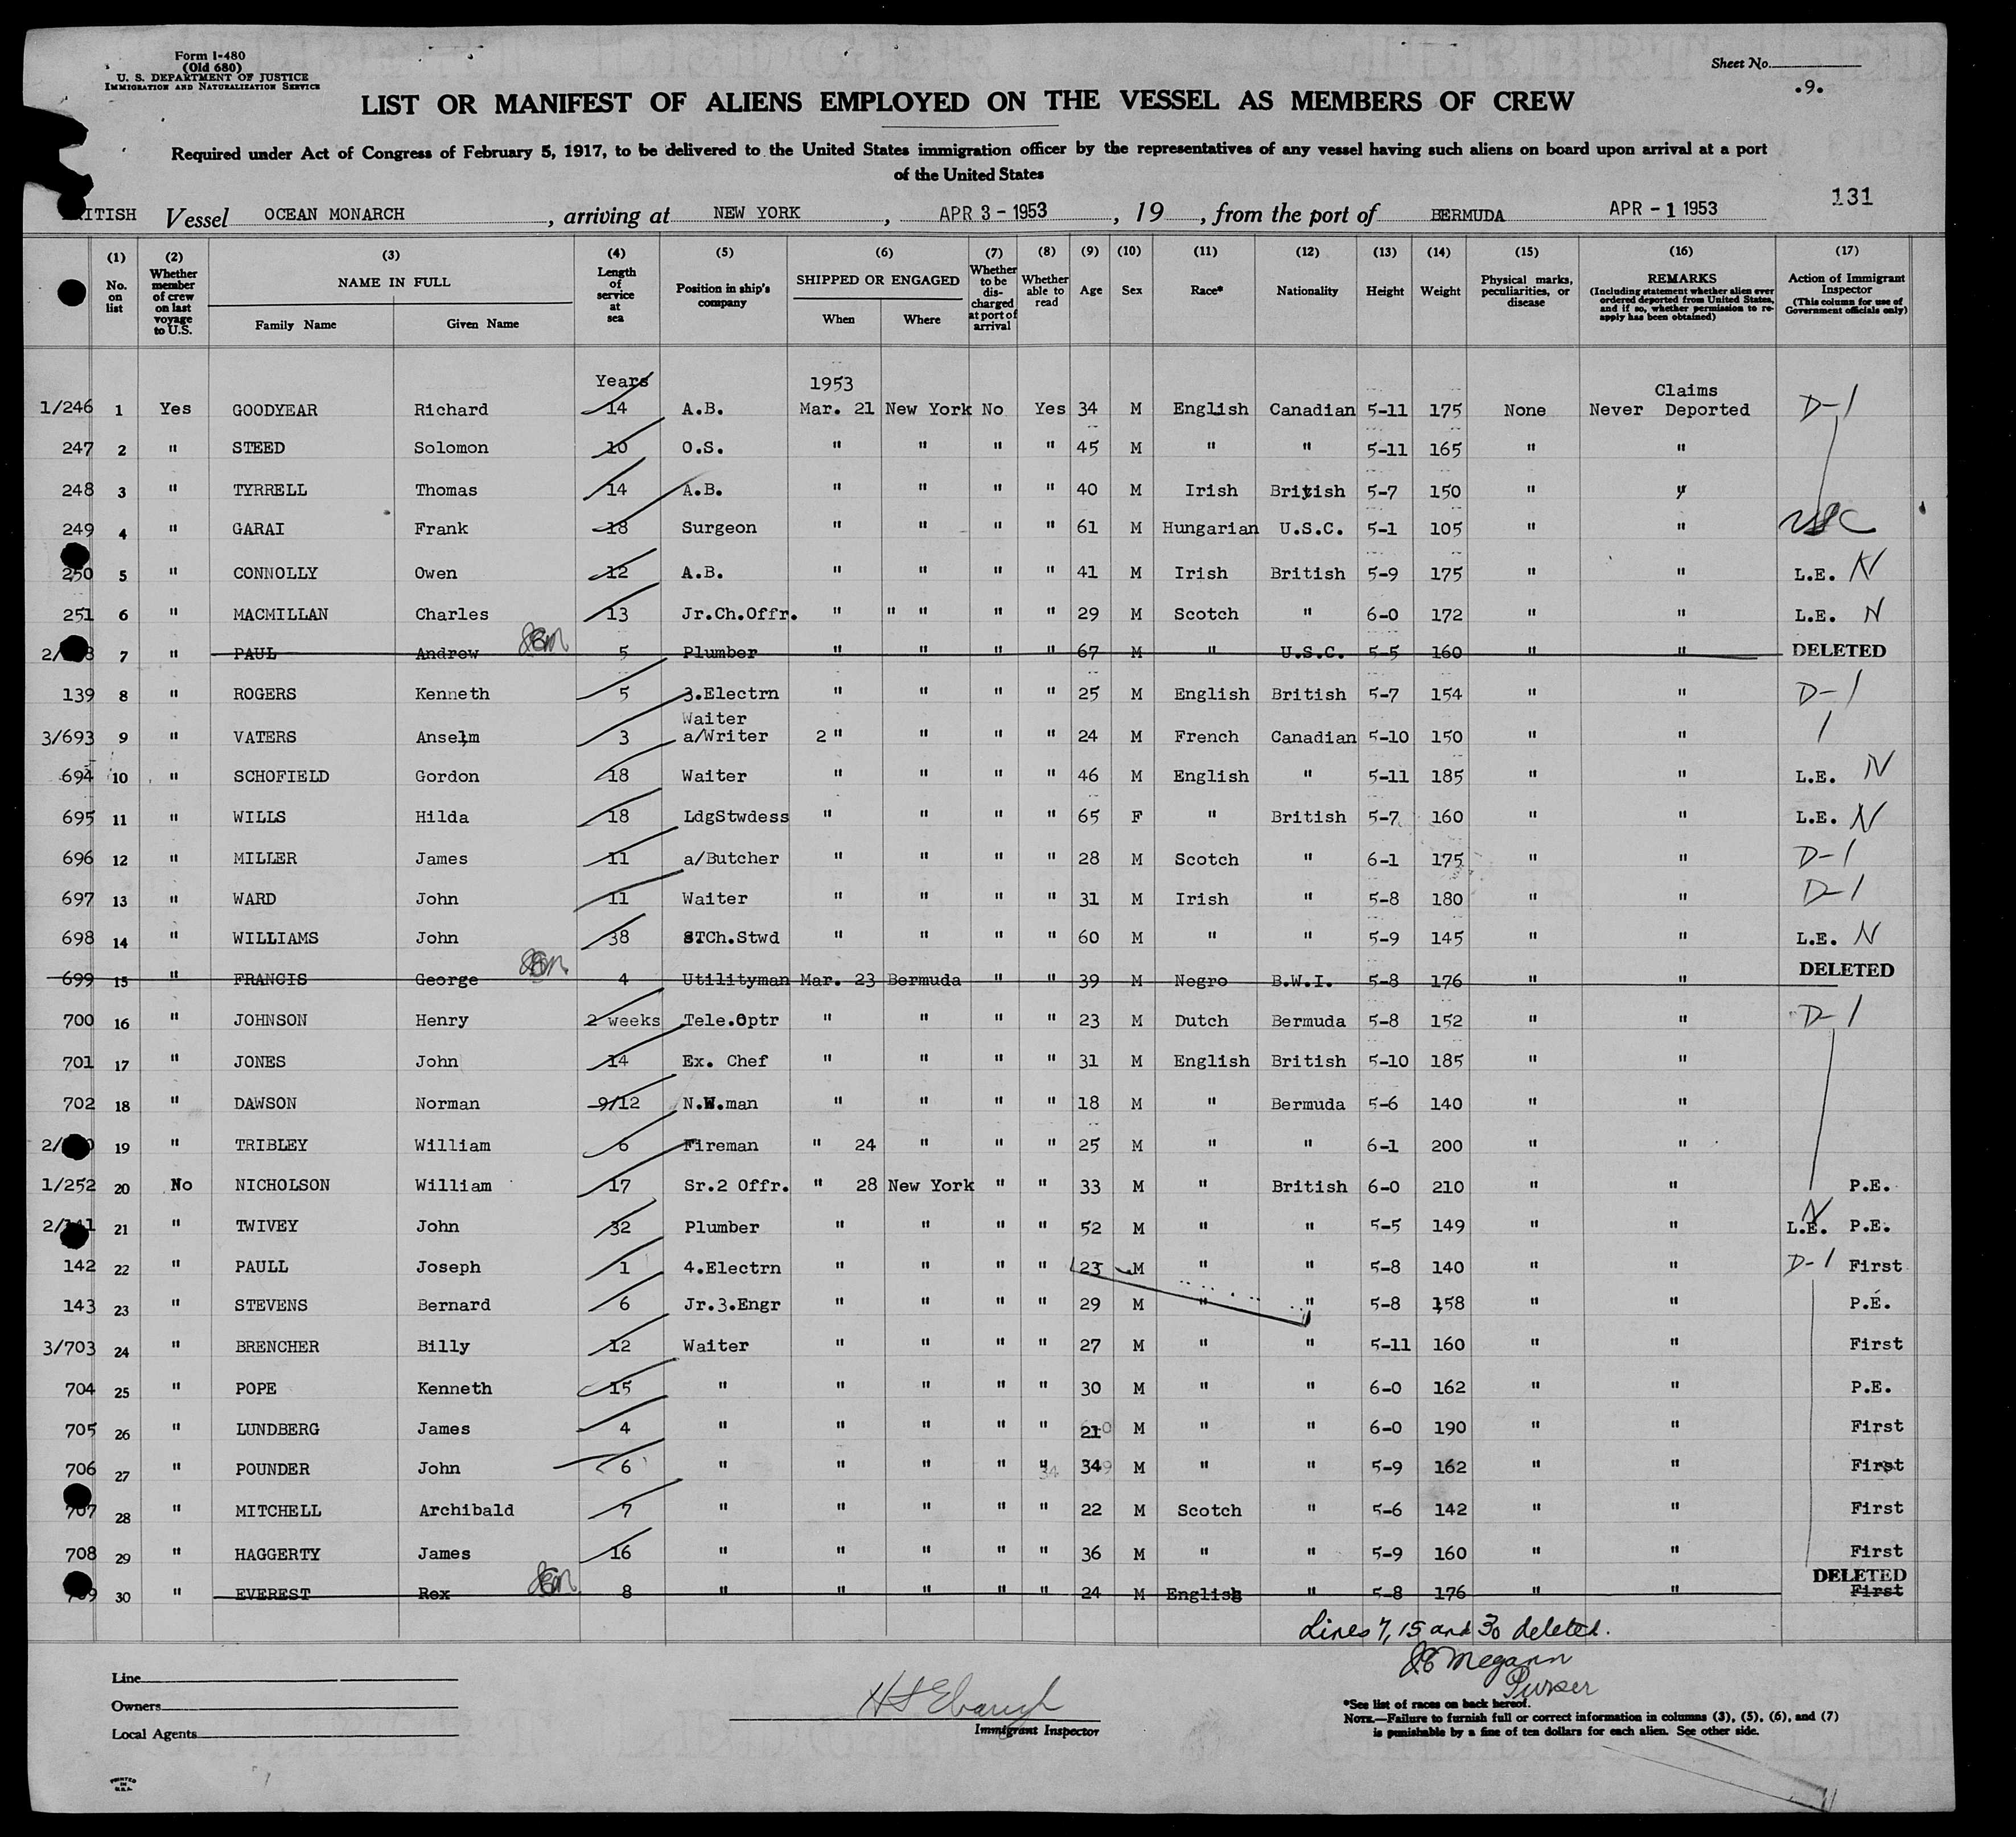 Form I-480
(Old 680)
U. S. DEPARTMENT OF JUSTICE
IMMIGRATION AND NATURALIZATION SERVICE
Sheet No.
.9.
LIST OR MANIFEST OF ALIENS EMPLOYED ON THE VESSEL AS MEMBERS OF CREW
Required under Act of Congress of February 5, 1917, to be delivered to the United States immigration officer by the representatives of any vessel having such aliens on board upon arrival at a port
of the United States
131
ITISH Vessel OCEAN MONARCH , arriving at NEW YORK , APR 3 - 1953 , 19 , from the port of BERMUDA APR - 1 1953
(1) (2) (3) (4) (5) (6) (7) (8) (9) (10) (11) (12) (13) (14) (15) (16) (17)
No. on list
Whether member of crew on last voyage to U.S.
NAME IN FULL
Family Name Given Name
Length of service at sea
Position in ship's company
SHIPPED OR ENGAGED
When Where
Whether to be discharged at port of arrival
Whether able to read
Age
Sex
Race*
Nationality
Height
Weight
Physical marks, peculiarities, or disease
REMARKS
(Including statement whether alien ever ordered deported from United States, and if so, whether permission to re-apply has been obtained)
Action of Immigrant Inspector
(This column for use of Government officials only)
Years 1953 Claims
1/246 1 Yes GOODYEAR Richard 14 A.B. Mar. 21 New York No Yes 34 M English Canadian 5-11 175 None Never Deported D-1
247 2 " STEED Solomon 10 O.S. " " " " 45 M " " 5-11 165 " "
248 3 " TYRRELL Thomas 14 A.B. " " " " 40 M Irish British 5-7 150 " "
249 4 " GARAI Frank 18 Surgeon " " " " 61 M Hungarian U.S.C. 5-1 105 " " USC
250 5 " CONNOLLY Owen 12 A.B. " " " " 41 M Irish British 5-9 175 " " L.E. N
251 6 " MACMILLAN Charles 13 Jr.Ch.Offr. " " " " " 29 M Scotch " 6-0 172 " " L.E. N
2/ 7 " PAUL Andrew JEM 5 Plumber " " " " 67 M " U.S.C. 5-5 160 " " DELETED
139 8 " ROGERS Kenneth 5 3.Electrn " " " " 25 M English British 5-7 154 " " D-1
Waiter
3/693 9 " VATERS Anselm 3 a/Writer 2 " " " " 24 M French Canadian 5-10 150 " " 1
694 10 " SCHOFIELD Gordon 18 Waiter " " " " 46 M English " 5-11 185 " " L.E. N
695 11 " WILLS Hilda 18 LdgStwdess " " " " 65 F " British 5-7 160 " " L.E. N
696 12 " MILLER James 11 a/Butcher " " " " 28 M Scotch " 6-1 175 " " D-1
697 13 " WARD John 11 Waiter " " " " 31 M Irish " 5-8 180 " " D-1
698 14 " WILLIAMS John 38 STCh.Stwd " " " " 60 M " " 5-9 145 " " L.E. N
699 15 " FRANCIS George JEM 4 Utilityman Mar. 23 Bermuda " " 39 M Negro B.W.I. 5-8 176 " " DELETED
700 16 " JOHNSON Henry 2 weeks Tele.Optr " " " " 23 M Dutch Bermuda 5-8 152 " " D-1
701 17 " JONES John 14 Ex. Chef " " " " 31 M English British 5-10 185 " "
702 18 " DAWSON Norman 9/12 N.W.man " " " " 18 M " Bermuda 5-6 140 " "
2/ 19 " TRIBLEY William 6 Fireman " 24 " " " 25 M " " 6-1 200 " "
1/252 20 No NICHOLSON William 17 Sr.2 Offr. " 28 New York " " 33 M " British 6-0 210 " " P.E.
2/141 21 " TWIVEY John 32 Plumber " " " " 52 M " " 5-5 149 " " L.E. N P.E.
142 22 " PAULL Joseph 1 4.Electrn " " " " 23 M " " 5-8 140 " " D-1 First
143 23 " STEVENS Bernard 6 Jr.3.Engr " " " " 29 M " " 5-8 158 " " P.E.
3/703 24 " BRENCHER Billy 12 Waiter " " " " 27 M " " 5-11 160 " " First
704 25 " POPE Kenneth 15 " " " " " 30 M " " 6-0 162 " " P.E.
705 26 " LUNDBERG James 4 " " " " " 21 M " " 6-0 190 " " First
706 27 " POUNDER John 6 " " " " " 34 34 M " " 5-9 162 " " First
707 28 " MITCHELL Archibald 7 " " " " " 22 M Scotch " 5-6 142 " " First
708 29 " HAGGERTY James 16 " " " " " 36 M " " 5-9 160 " " First
709 30 " EVEREST Rex JEM 8 " " " " " 24 M English " 5-8 176 " " DELETED First
Lines 7, 15 and 30 deleted.
JE Megann
Purser
Line
Owners
Local Agents
H S Ebaugh
Immigrant Inspector
*See list of races on back hereof.
NOTE.—Failure to furnish full or correct information in columns (3), (5), (6), and (7)
is punishable by a fine of ten dollars for each alien. See other side.
PRINTED
IN
U.S.A.